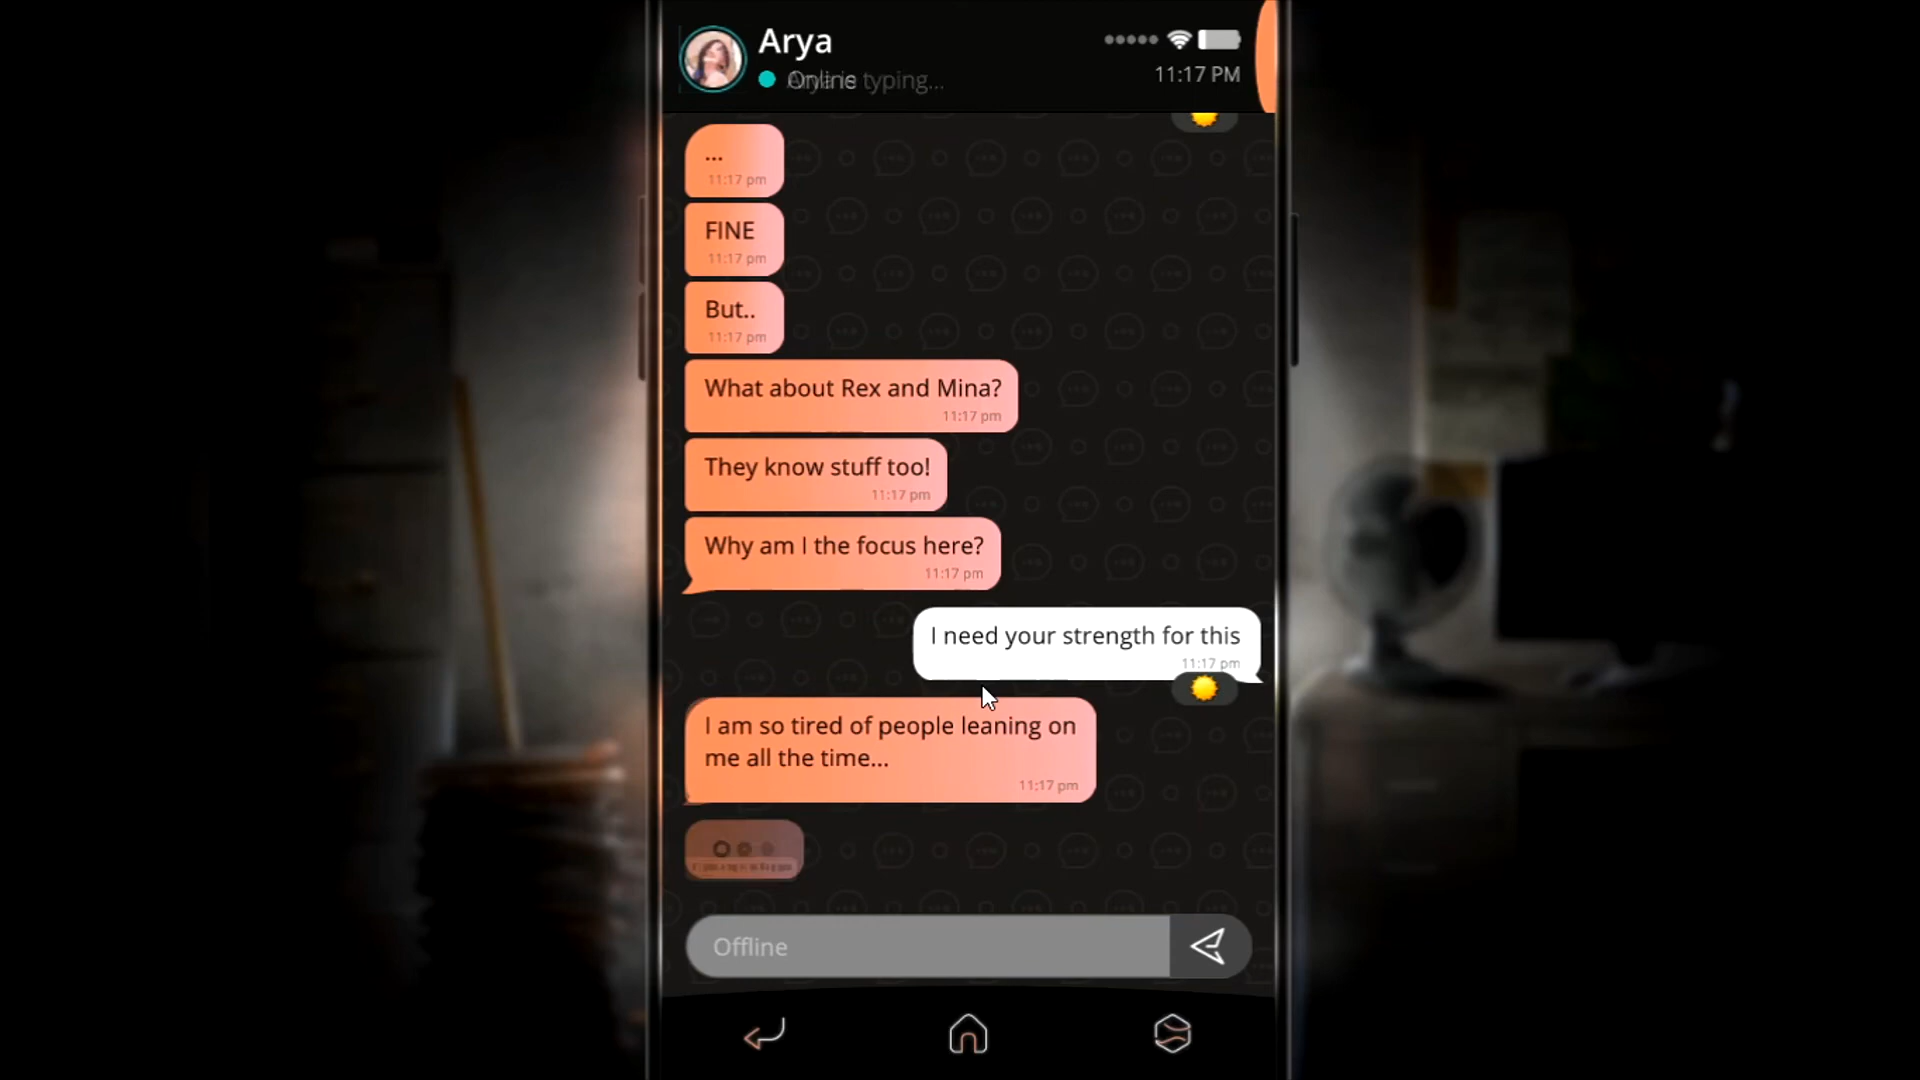 Arya
Online
typing...
11:17 PM
...
11:17 pm
FINE
11:17 pm
But..
11:17 pm
What about Rex and Mina?
11:17 pm
They know stuff too!
11:17 pm
Why am I the focus here?
11:17 pm
I need your strength for this
11:17 pm
I am so tired of people leaning on
me all the time...
11:17 pm
Offline